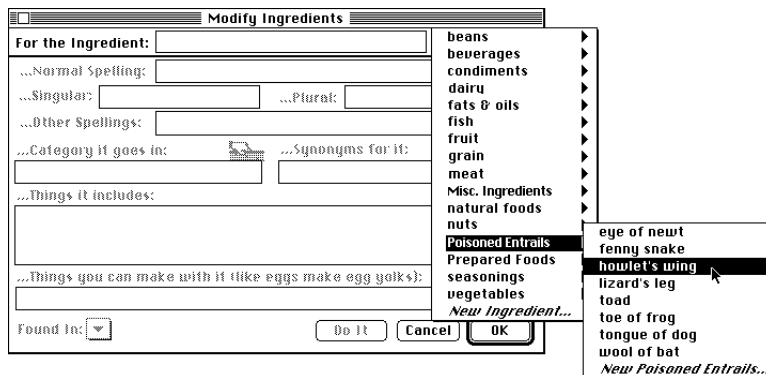 Modify Ingredients
For the Ingredient:
...Normal Spelling:
...Singular:
...Plural:
...Other Spellings:
...Category it goes in:
...Synonyms for it:
...Things it includes:
...Things you can make with it (like eggs make egg yolks):
Found In:
Do It
Cancel
OK
beans
beverages
condiments
dairy
fats & oils
fish
fruit
grain
meat
Misc. Ingredients
natural foods
nuts
Poisoned Entrails
Prepared Foods
seasonings
vegetables
New Ingredient...
eye of newt
fenny snake
howlet's wing
lizard's leg
toad
toe of frog
tongue of dog
wool of bat
New Poisoned Entrails...